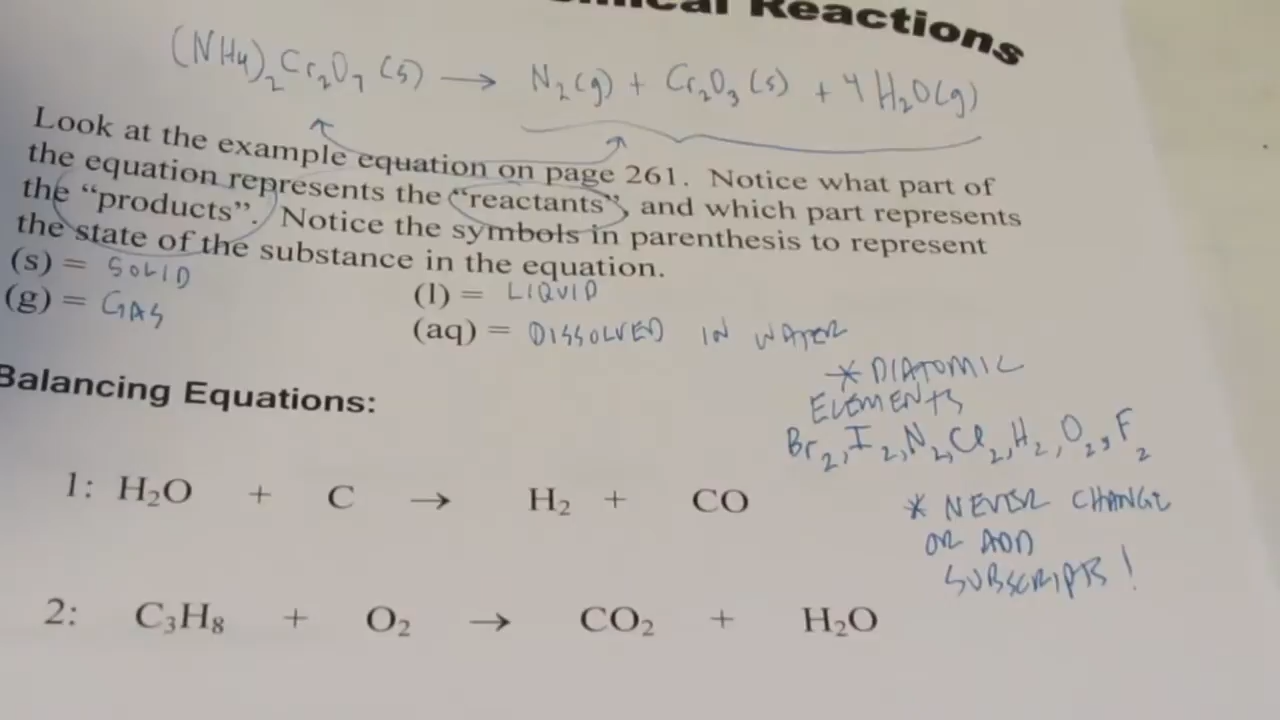 Reactions
(NH4)₂Cr₂O₇ (s) → N₂(g) + Cr₂O₃(s) + 4H₂O(g)
Look at the example equation on page 261. Notice what part of
the equation represents the “reactants”, and which part represents
the “products”. Notice the symbols in parenthesis to represent
the state of the substance in the equation.
(s) = SOLID
(l) = LIQUID
(g) = GAS
(aq) = DISSOLVED IN WATER
Balancing Equations:
* DIATOMIC
ELEMENTS
Br₂, I₂, N₂, Cl₂, H₂, O₂, F₂
1: H₂O + C → H₂ + CO
* NEVER CHANGE
OR ADD
SUBSCRIPTS!
2: C₃H₈ + O₂ → CO₂ + H₂O